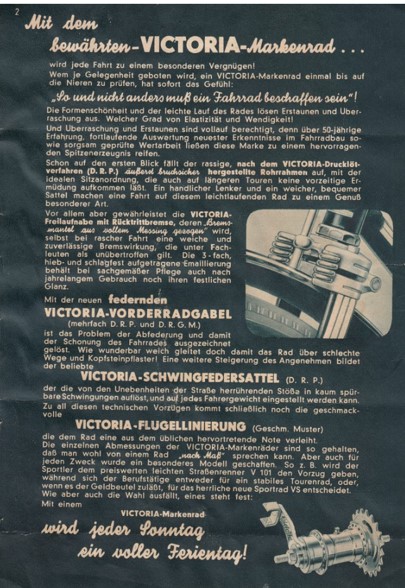 2
Mit dem
bewährten-VICTORIA-Markenrad ...
wird jede Fahrt zu einem besonderen Vergnügen!
Wem je Gelegenheit geboten wird, ein VICTORIA-Markenrad einmal bis auf
die Nieren zu prüfen, hat sofort das Gefühl:
„So und nicht anders muß ein Fahrrad beschaffen sein“!
Die Formenschönheit und der leichte Lauf des Rades lösen Erstaunen und Über-
raschung aus. Welcher Grad von Elastizität und Wendigkeit!
Und Überraschung und Erstaunen sind vollauf berechtigt, denn über 50-jährige
Erfahrung, fortlaufende Auswertung neuester Erkenntnisse im Fahrradbau so-
wie sorgsam geprüfte Wertarbeit ließen diese Marke zu einem hervorragen-
den Spitzenerzeugnis reifen.
Schon auf den ersten Blick fällt der rassige, nach dem VICTORIA-Drucklöt-
verfahren (D. R. P.) äußerst bruchsicher hergestellte Rohrrahmen auf, mit der
idealen Sitzanordnung, die auch auf längeren Touren keine vorzeitige Er-
müdung aufkommen läßt. Ein handlicher Lenker und ein weicher, bequemer
Sattel machen eine Fahrt auf diesem leichtlaufenden Rad zu einem Genuß
besonderer Art.
Vor allem aber gewährleistet die VICTORIA-
Freilaufnabe mit Rücktrittbremse, deren „Brems-
mantel aus vollem Messing gezogen“ wird,
selbst bei rascher Fahrt eine weiche und
zuverlässige Bremswirkung, die unter Fach-
leuten als unübertroffen gilt. Die 3-fach,
hieb- und schlagfest aufgetragene Emaillierung
behält bei sachgemäßer Pflege auch nach
jahrelangem Gebrauch noch ihren festlichen
Glanz.
Mit der neuen federnden
VICTORIA-VORDERRADGABEL
(mehrfach D. R. P. und D. R. G. M.)
ist das Problem der Abfederung und damit
der Schonung des Fahrrades ausgezeichnet
gelöst. Wie wunderbar weich gleitet doch damit das Rad über schlechte
Wege und Kopfsteinpflaster! Eine weitere Steigerung des Angenehmen bildet
der beliebte
VICTORIA-SCHWINGFEDERSATTEL (D. R. P.)
der die von den Unebenheiten der Straße herrührenden Stöße in kaum spür-
bare Schwingungen auflöst, und auf jedes Fahrergewicht eingestellt werden kann.
Zu all diesen technischen Vorzügen kommt schließlich noch die geschmack-
volle
VICTORIA-FLUGELLINIERUNG (Geschm. Muster)
die dem Rad eine aus dem üblichen hervortretende Note verleiht.
Die einzelnen Abmessungen der VICTORIA-Markenräder sind so gehalten,
daß man wohl von einem Rad „nach Maß“ sprechen kann. Aber auch für
jeden Zweck wurde ein besonderes Modell geschaffen. So z. B. wird der
Sportler dem preiswerten leichten Straßenrenner V 101 den Vorzug geben,
während sich der Berufstätige entweder für ein stabiles Tourenrad, oder,
wenn es der Geldbeutel zuläßt, für das herrliche neue Sportrad VS entscheidet.
Wie aber auch die Wahl ausfällt, eines steht fest:
Mit einem
VICTORIA-Markenrad
wird jeder Sonntag
ein voller Ferientag!